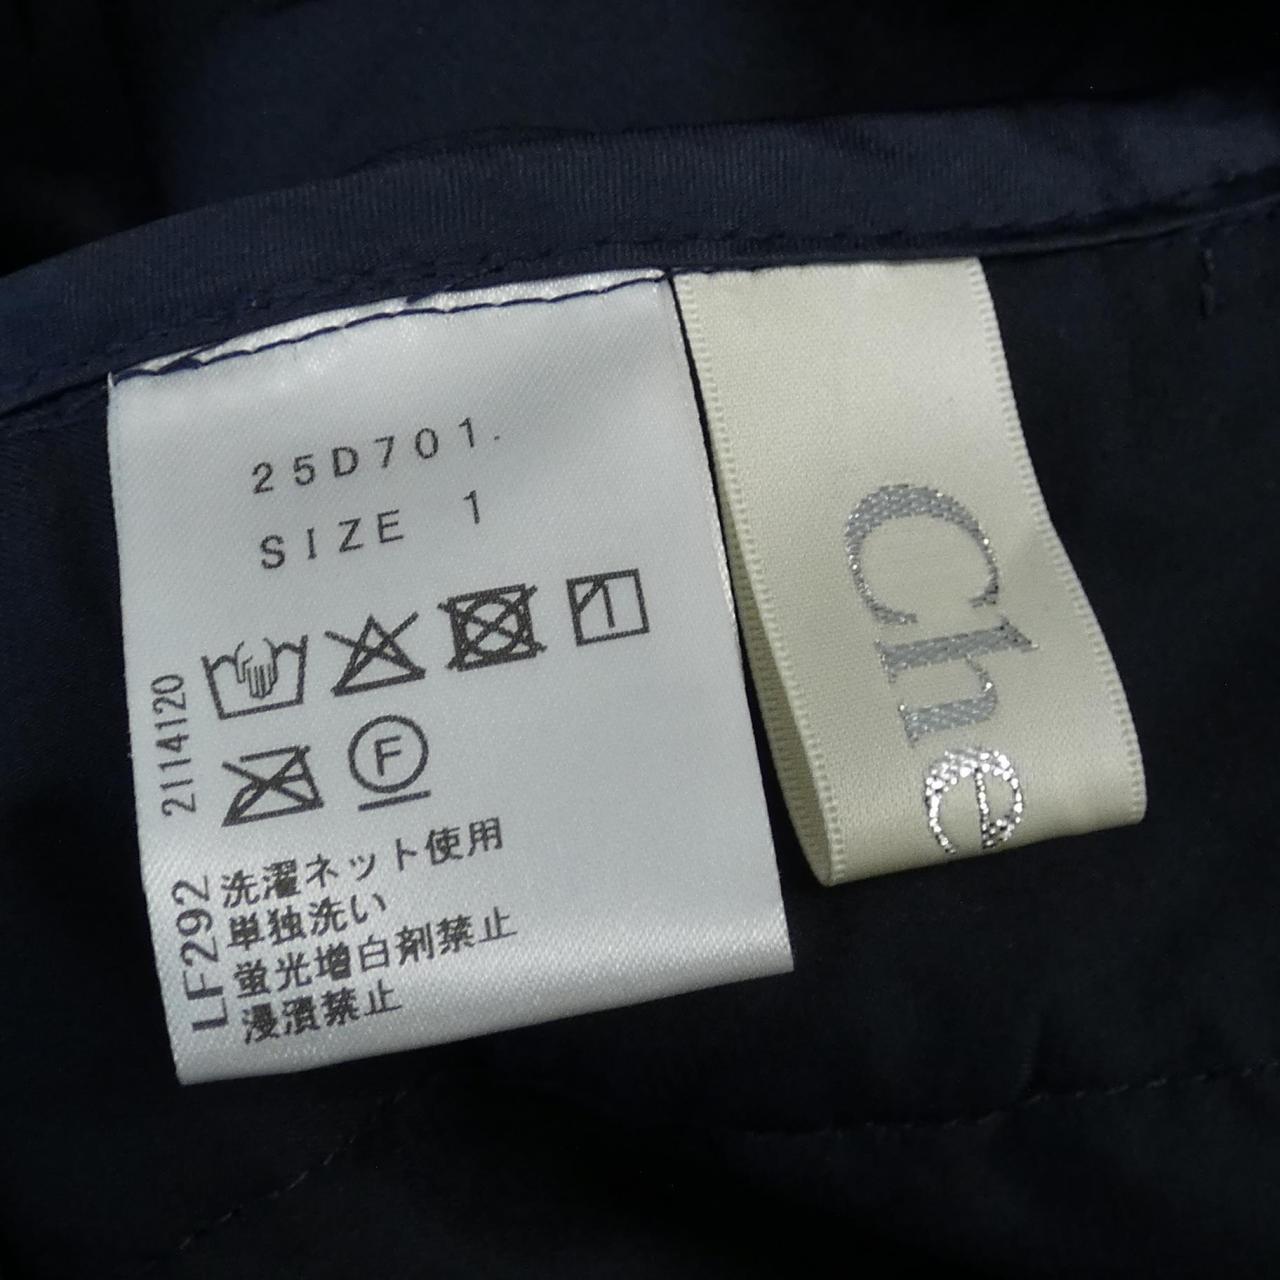 25D701.
SIZE 1
F
洗濯ネット使用
単独洗い
蛍光増白剤禁止
浸漬禁止
LF292
2114120
Che